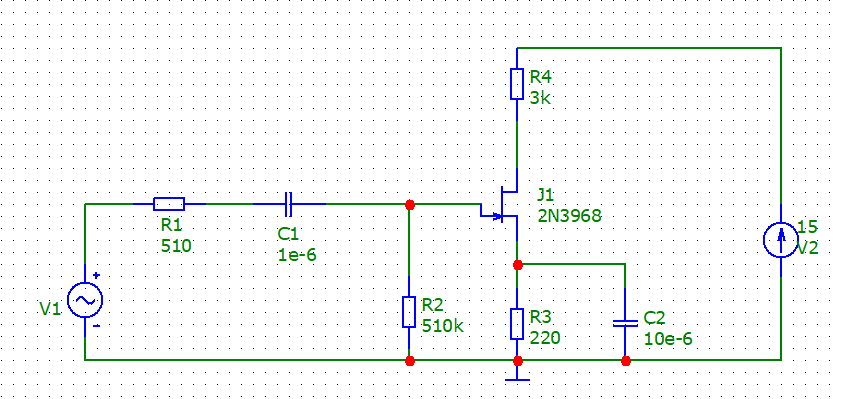 R4
3k
J1
2N3968
15
V2
R1
510
C1
1e-6
+
V1
-
R2
510k
R3
220
C2
10e-6